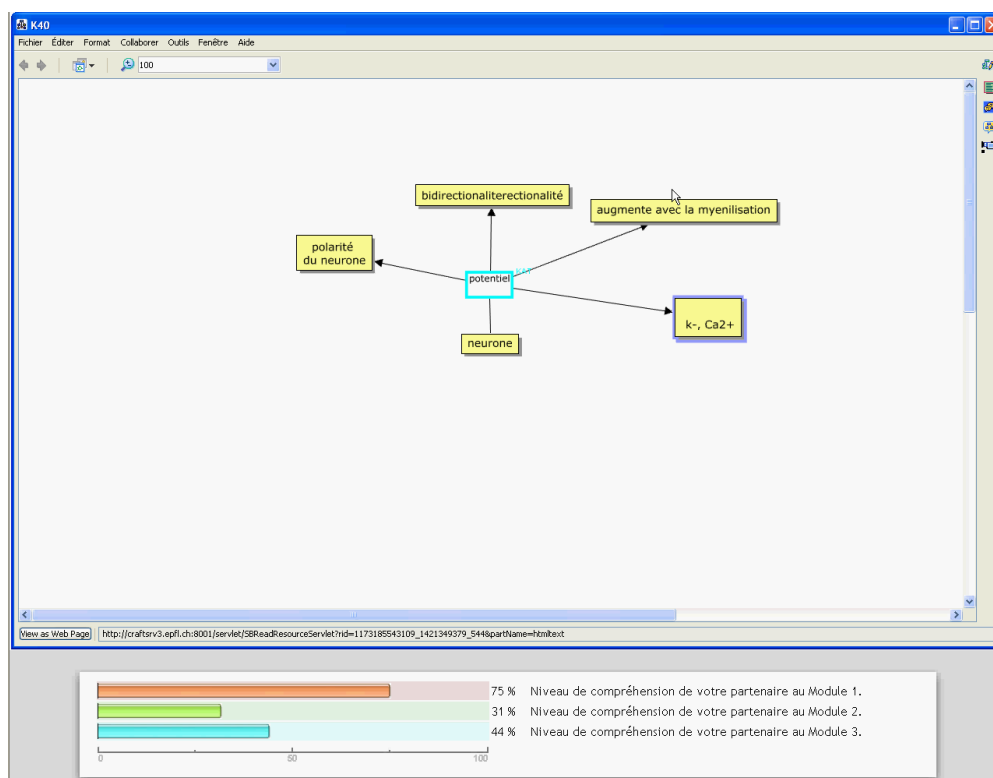 K40
Fichier Éditer Format Collaborer Outils Fenêtre Aide
100
bidirectionaliterectionalité
augmente avec la myenilisation
polarité
du neurone
potentiel
K47
k-, Ca2+
neurone
View as Web Page
http://craftsrv3.epfl.ch:8001/servlet/SBReadResourceServlet?rid=1173185543109_1421349379_544&partName=htmltext
75 % Niveau de compréhension de votre partenaire au Module 1.
31 % Niveau de compréhension de votre partenaire au Module 2.
44 % Niveau de compréhension de votre partenaire au Module 3.
0 50 100